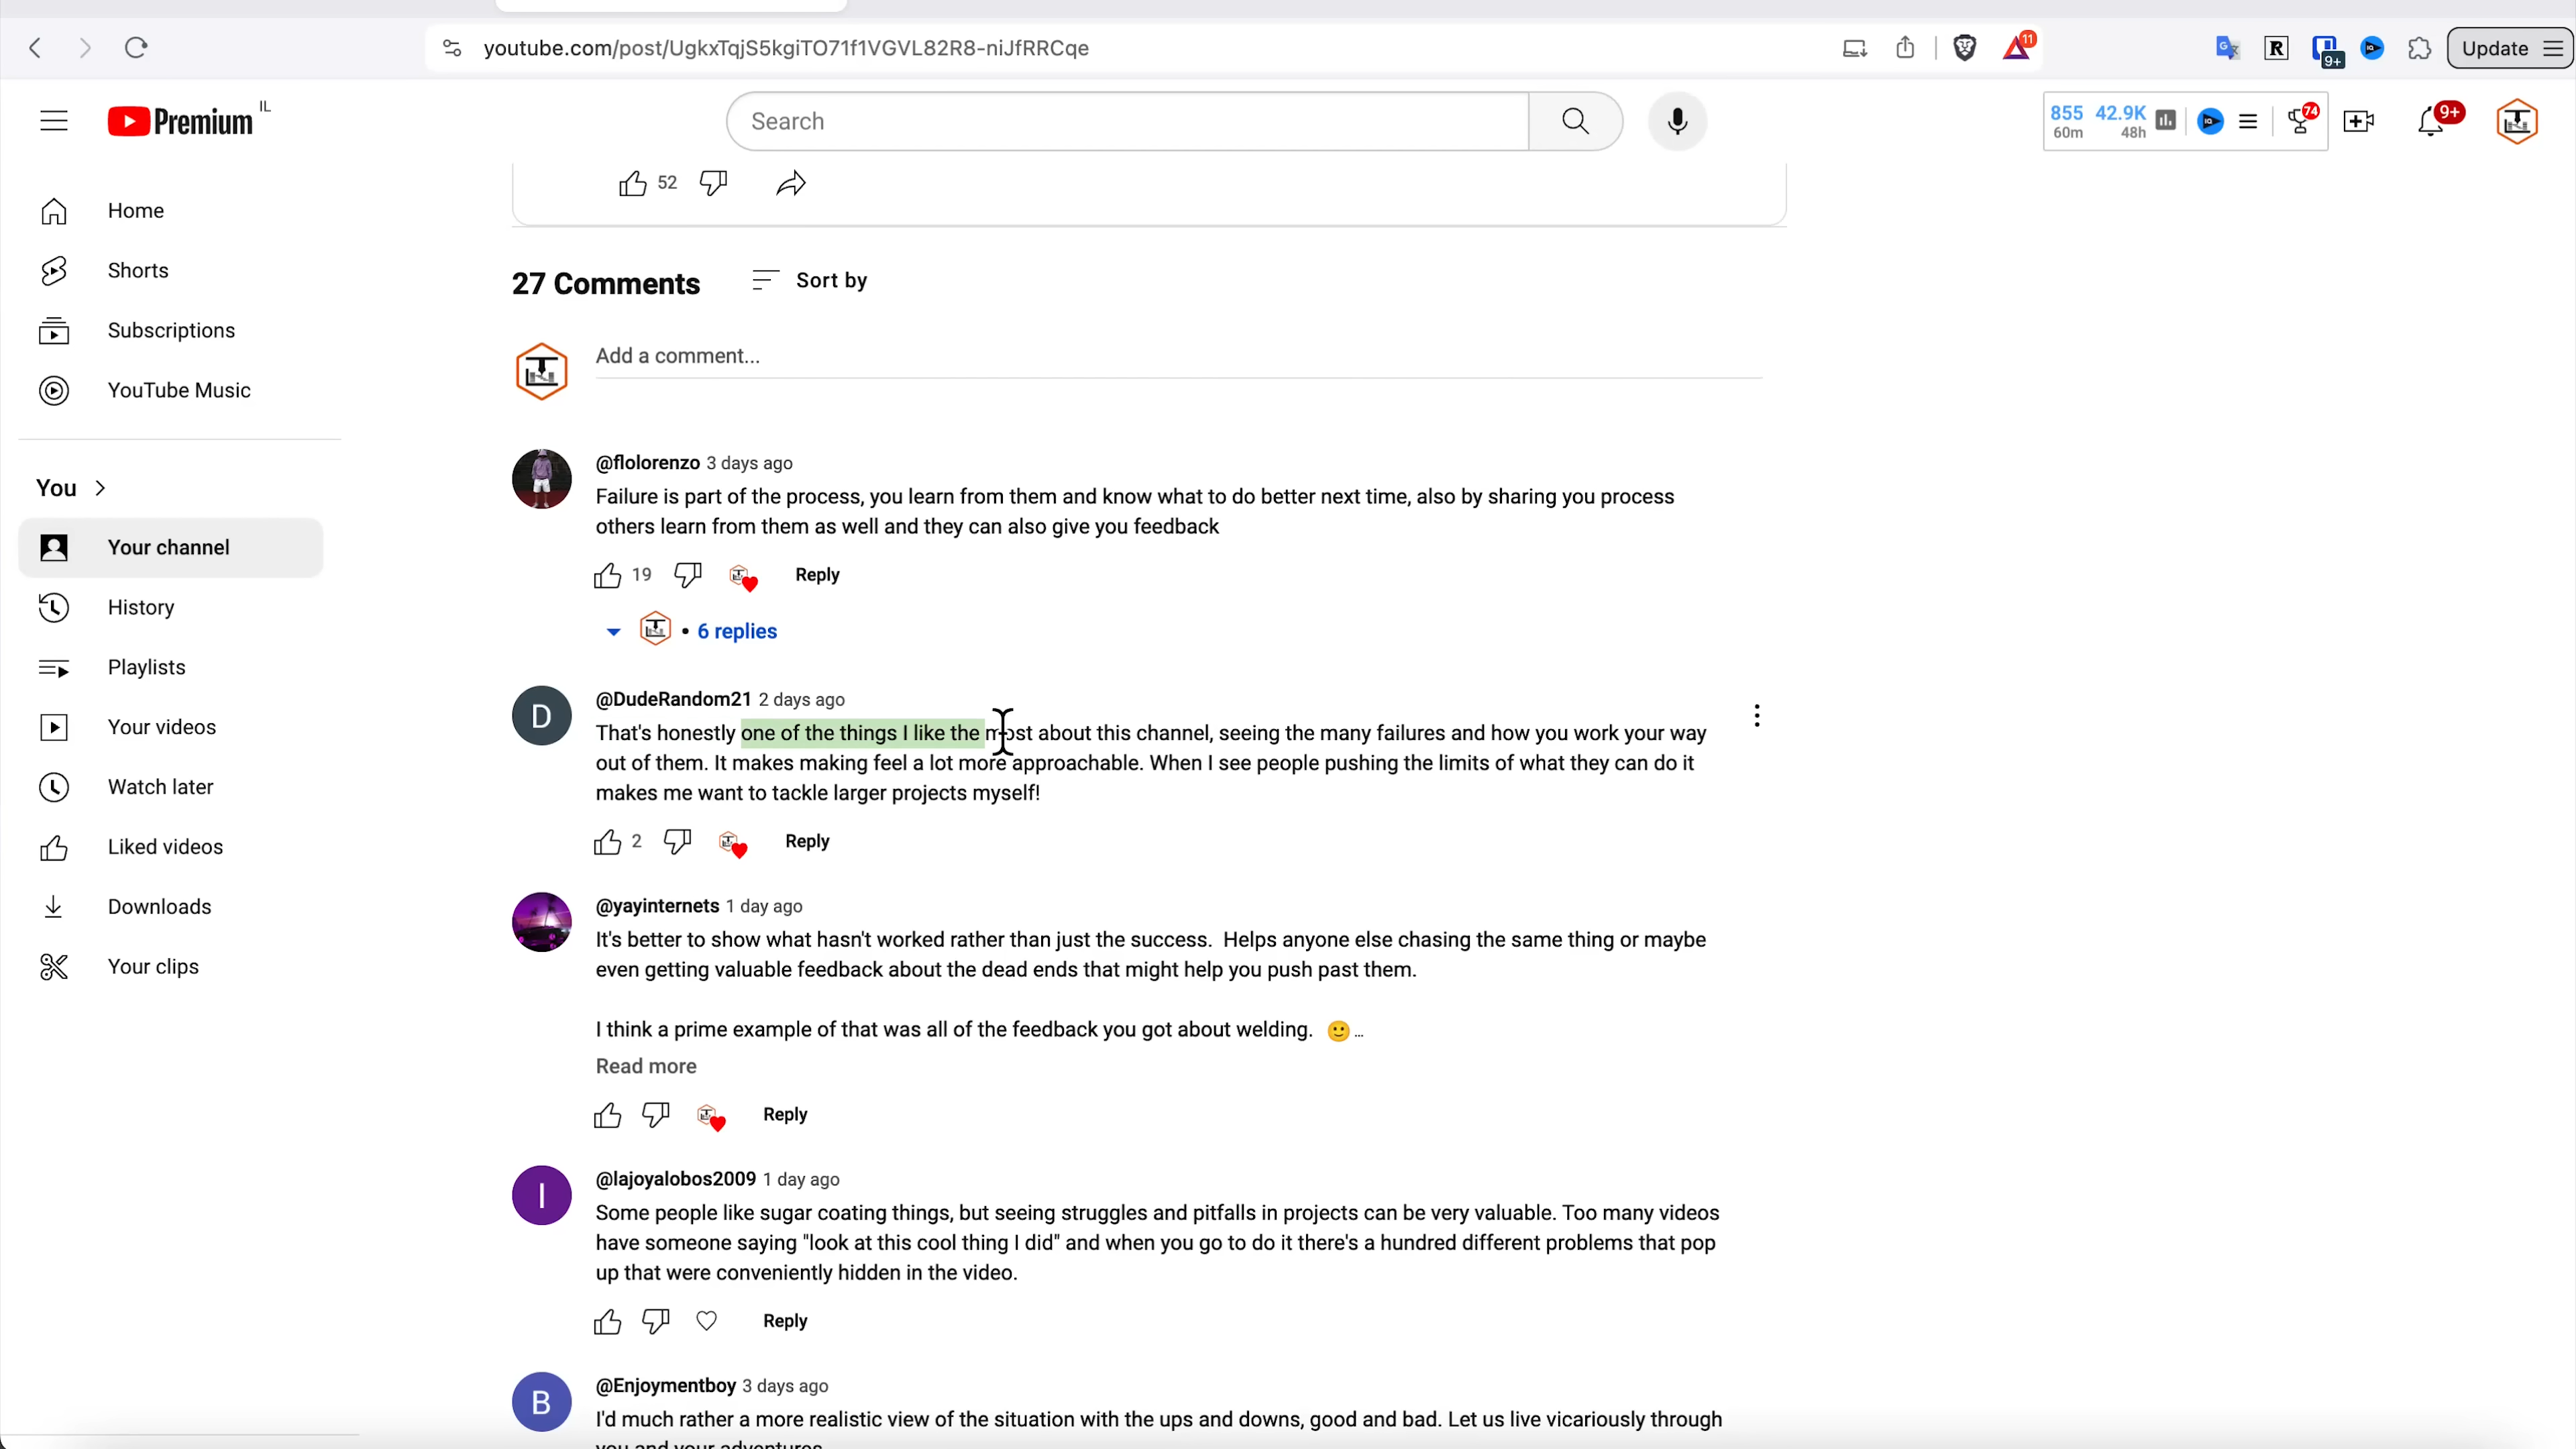 youtube.com/post/UgkxTqjS5kgiTO71f1VGVL82R8-niJfRRCqe
11
9+
Update
Premium
IL
Search
855 42.9K
60m 48h
74
9+
Home
Shorts
Subscriptions
YouTube Music
You
Your channel
History
Playlists
Your videos
Watch later
Liked videos
Downloads
Your clips
52
27 Comments
Sort by
Add a comment...
@flolorenzo 3 days ago
Failure is part of the process, you learn from them and know what to do better next time, also by sharing you process
others learn from them as well and they can also give you feedback
19 Reply
• 6 replies
D
@DudeRandom21 2 days ago
That's honestly one of the things I like the most about this channel, seeing the many failures and how you work your way
out of them. It makes making feel a lot more approachable. When I see people pushing the limits of what they can do it
makes me want to tackle larger projects myself!
2 Reply
@yayinternets 1 day ago
It's better to show what hasn't worked rather than just the success. Helps anyone else chasing the same thing or maybe
even getting valuable feedback about the dead ends that might help you push past them.
I think a prime example of that was all of the feedback you got about welding. 🙂 ...
Read more
Reply
l
@lajoyalobos2009 1 day ago
Some people like sugar coating things, but seeing struggles and pitfalls in projects can be very valuable. Too many videos
have someone saying "look at this cool thing I did" and when you go to do it there's a hundred different problems that pop
up that were conveniently hidden in the video.
Reply
B
@Enjoymentboy 3 days ago
I'd much rather a more realistic view of the situation with the ups and downs, good and bad. Let us live vicariously through
you and your adventures